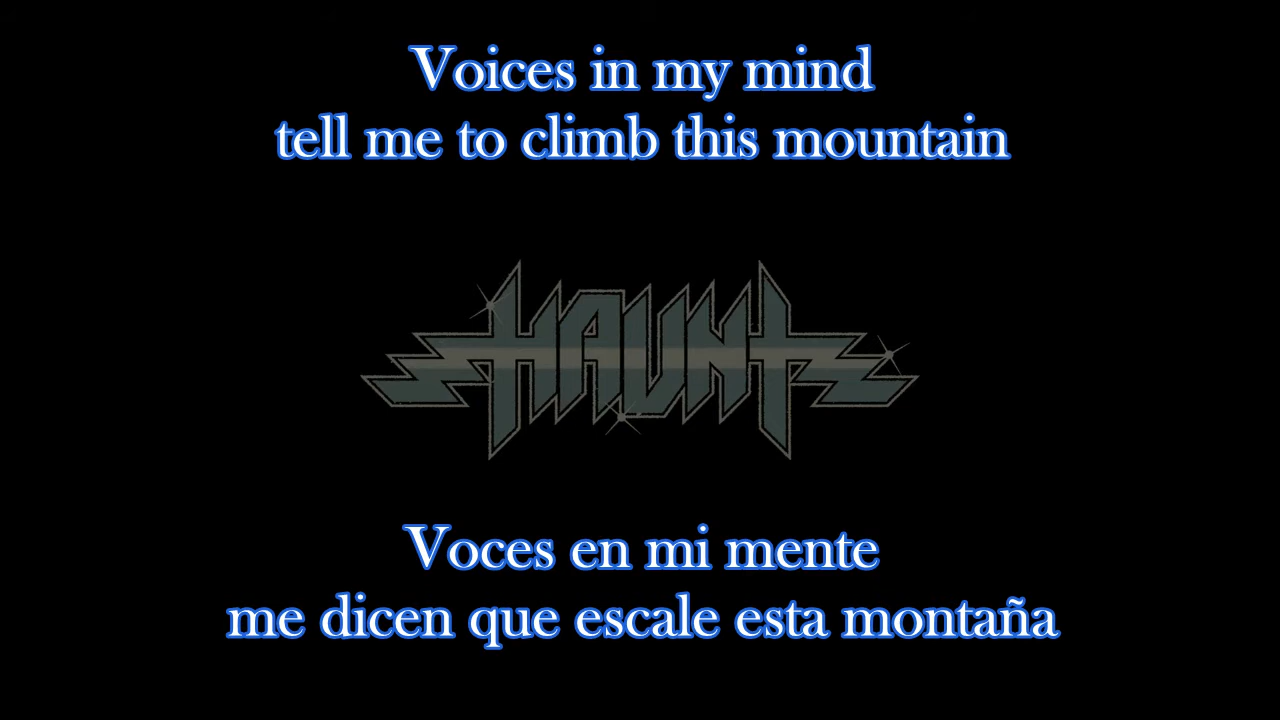 Voices in my mind
tell me to climb this mountain
HAUNT
Voces en mi mente
me dicen que escale esta montaña